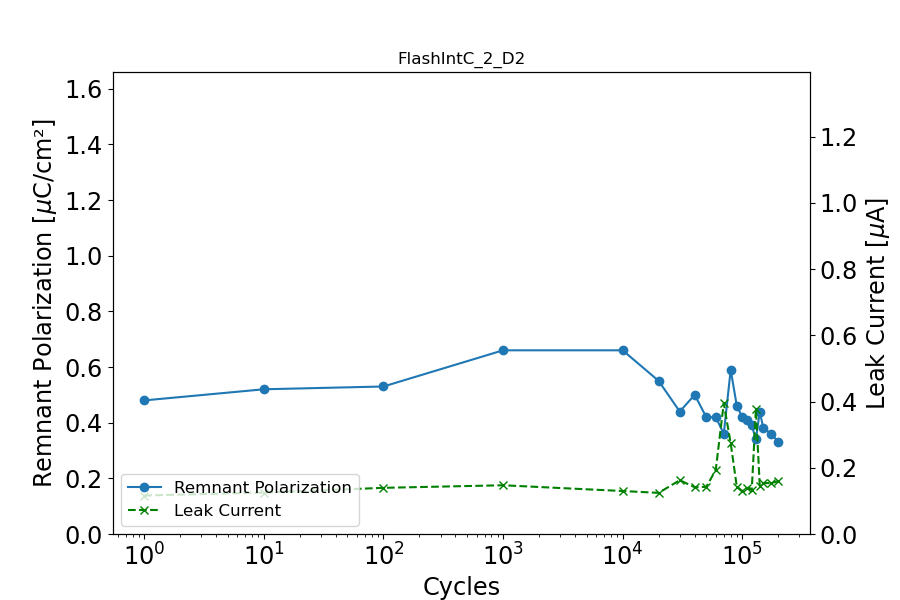 FlashIntC_2_D2
Remnant Polarization [μC/cm²]
1.6
1.4
1.2
1.0
0.8
0.6
0.4
0.2
0.0
1.2
1.0
0.8
0.6
0.4
0.2
0.0
Leak Current [μA]
Remnant Polarization
Leak Current
10⁰ 10¹ 10² 10³ 10⁴ 10⁵
Cycles